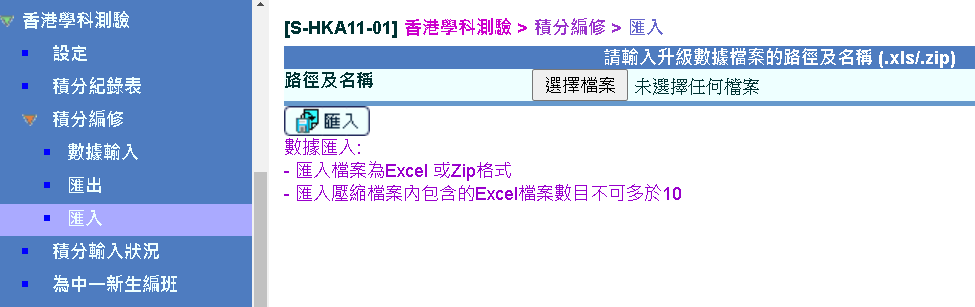 香港學科測驗
設定
積分紀錄表
積分編修
數據輸入
匯出
匯入
積分輸入狀況
為中一新生編班
[S-HKA11-01] 香港學科測驗 > 積分編修 > 匯入
請輸入升級數據檔案的路徑及名稱 (.xls/.zip)
路徑及名稱 選擇檔案 未選擇任何檔案
匯入
數據匯入:
- 匯入檔案為Excel 或Zip格式
- 匯入壓縮檔案內包含的Excel檔案數目不可多於10